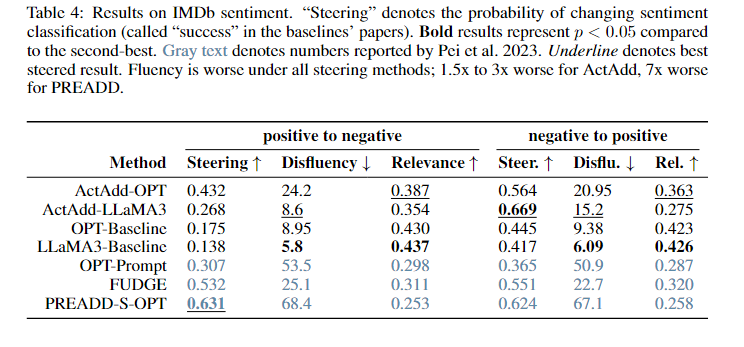 Table 4: Results on IMDb sentiment. “Steering” denotes the probability of changing sentiment
classification (called “success” in the baselines’ papers). Bold results represent p < 0.05 compared
to the second-best. Gray text denotes numbers reported by Pei et al. 2023. Underline denotes best
steered result. Fluency is worse under all steering methods; 1.5x to 3x worse for ActAdd, 7x worse
for PREADD.
positive to negative negative to positive
Method Steering ↑ Disfluency ↓ Relevance ↑ Steer. ↑ Disflu. ↓ Rel. ↑
ActAdd-OPT 0.432 24.2 0.387 0.564 20.95 0.363
ActAdd-LLaMA3 0.268 8.6 0.354 0.669 15.2 0.275
OPT-Baseline 0.175 8.95 0.430 0.445 9.38 0.423
LLaMA3-Baseline 0.138 5.8 0.437 0.417 6.09 0.426
OPT-Prompt 0.307 53.5 0.298 0.365 50.9 0.287
FUDGE 0.532 25.1 0.311 0.551 22.7 0.320
PREADD-S-OPT 0.631 68.4 0.253 0.624 67.1 0.258